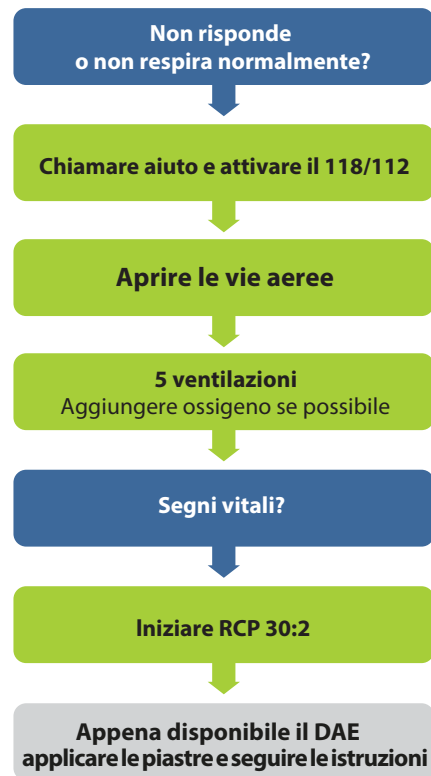 Non risponde
o non respira normalmente?
Chiamare aiuto e attivare il 118/112
Aprire le vie aeree
5 ventilazioni
Aggiungere ossigeno se possibile
Segni vitali?
Iniziare RCP 30:2
Appena disponibile il DAE
applicare le piastre e seguire le istruzioni